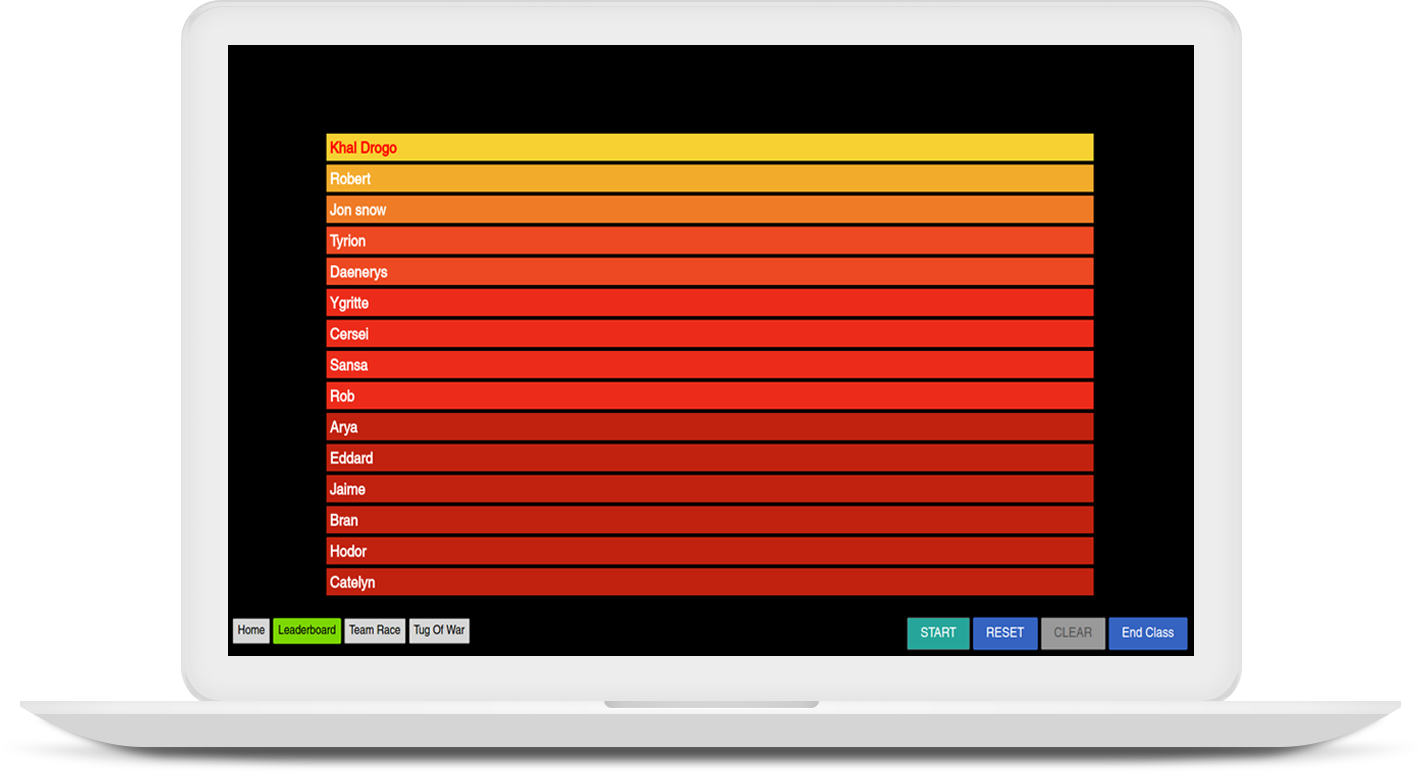 Khal Drogo
Robert
Jon snow
Tyrion
Daenerys
Ygritte
Cersei
Sansa
Rob
Arya
Eddard
Jaime
Bran
Hodor
Catelyn
Home Leaderboard Team Race Tug Of War START RESET CLEAR End Class